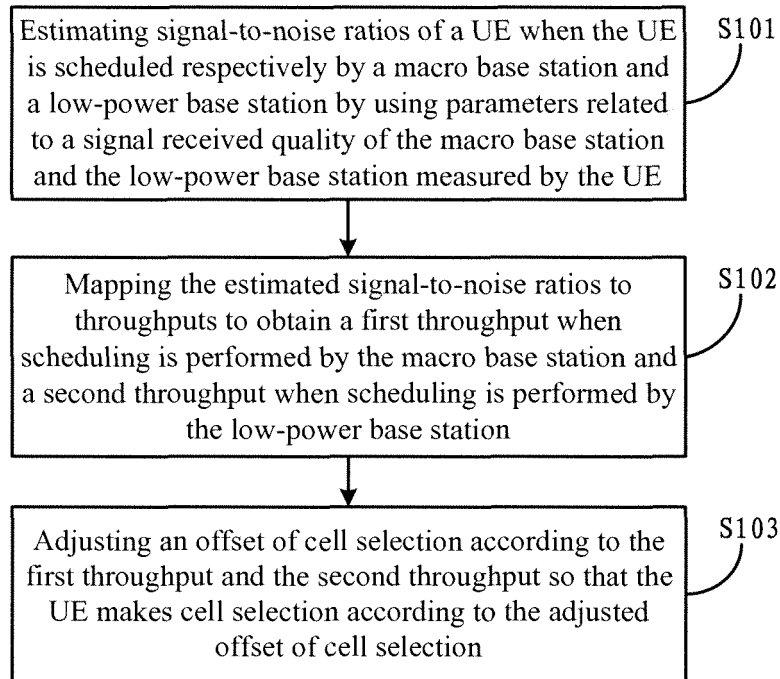 Estimating signal-to-noise ratios of a UE when the UE
is scheduled respectively by a macro base station and
a low-power base station by using parameters related
to a signal received quality of the macro base station
and the low-power base station measured by the UE
S101
Mapping the estimated signal-to-noise ratios to
throughputs to obtain a first throughput when
scheduling is performed by the macro base station and
a second throughput when scheduling is performed by
the low-power base station
S102
Adjusting an offset of cell selection according to the
first throughput and the second throughput so that the
UE makes cell selection according to the adjusted
offset of cell selection
S103